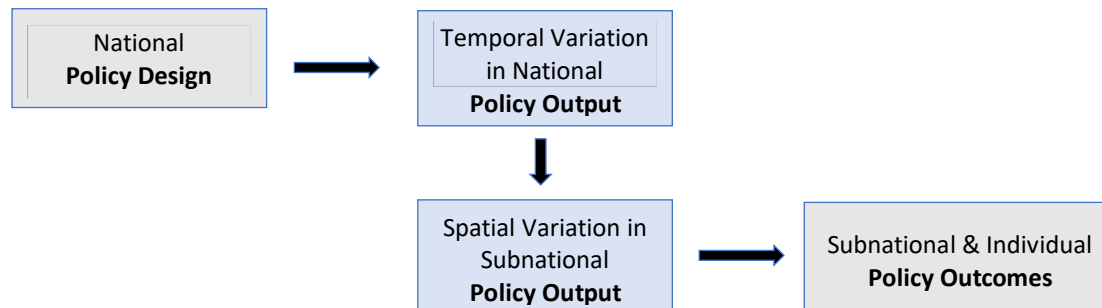 National
Policy Design
Temporal Variation
in National
Policy Output
Spatial Variation in
Subnational
Policy Output
Subnational & Individual
Policy Outcomes